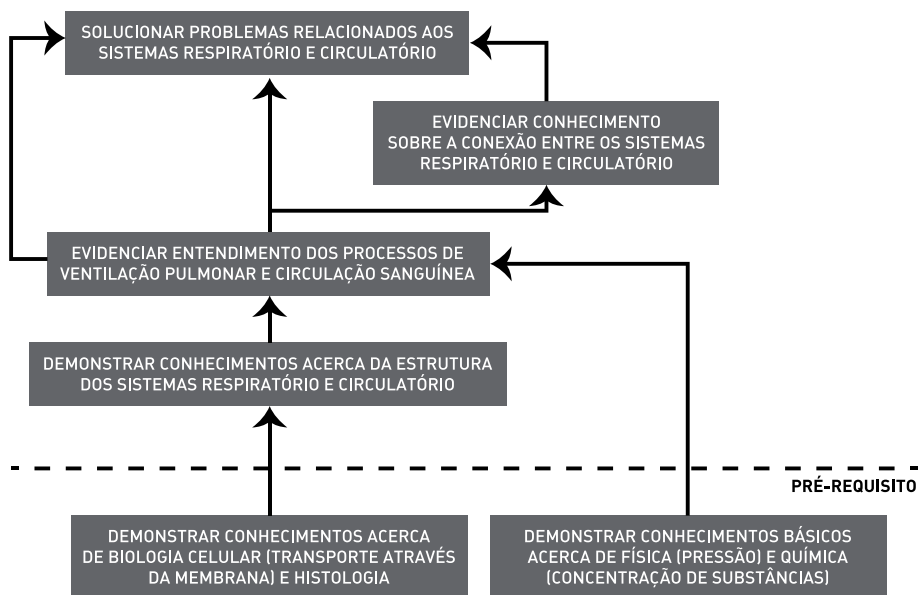 SOLUCIONAR PROBLEMAS RELACIONADOS AOS
SISTEMAS RESPIRATÓRIO E CIRCULATÓRIO
EVIDENCIAR CONHECIMENTO
SOBRE A CONEXÃO ENTRE OS SISTEMAS
RESPIRATÓRIO E CIRCULATÓRIO
EVIDENCIAR ENTENDIMENTO DOS PROCESSOS DE
VENTILAÇÃO PULMONAR E CIRCULAÇÃO SANGUÍNEA
DEMONSTRAR CONHECIMENTOS ACERCA DA ESTRUTURA
DOS SISTEMAS RESPIRATÓRIO E CIRCULATÓRIO
PRÉ-REQUISITO
DEMONSTRAR CONHECIMENTOS ACERCA
DE BIOLOGIA CELULAR (TRANSPORTE ATRAVÉS
DA MEMBRANA) E HISTOLOGIA
DEMONSTRAR CONHECIMENTOS BÁSICOS
ACERCA DE FÍSICA (PRESSÃO) E QUÍMICA
(CONCENTRAÇÃO DE SUBSTÂNCIAS)